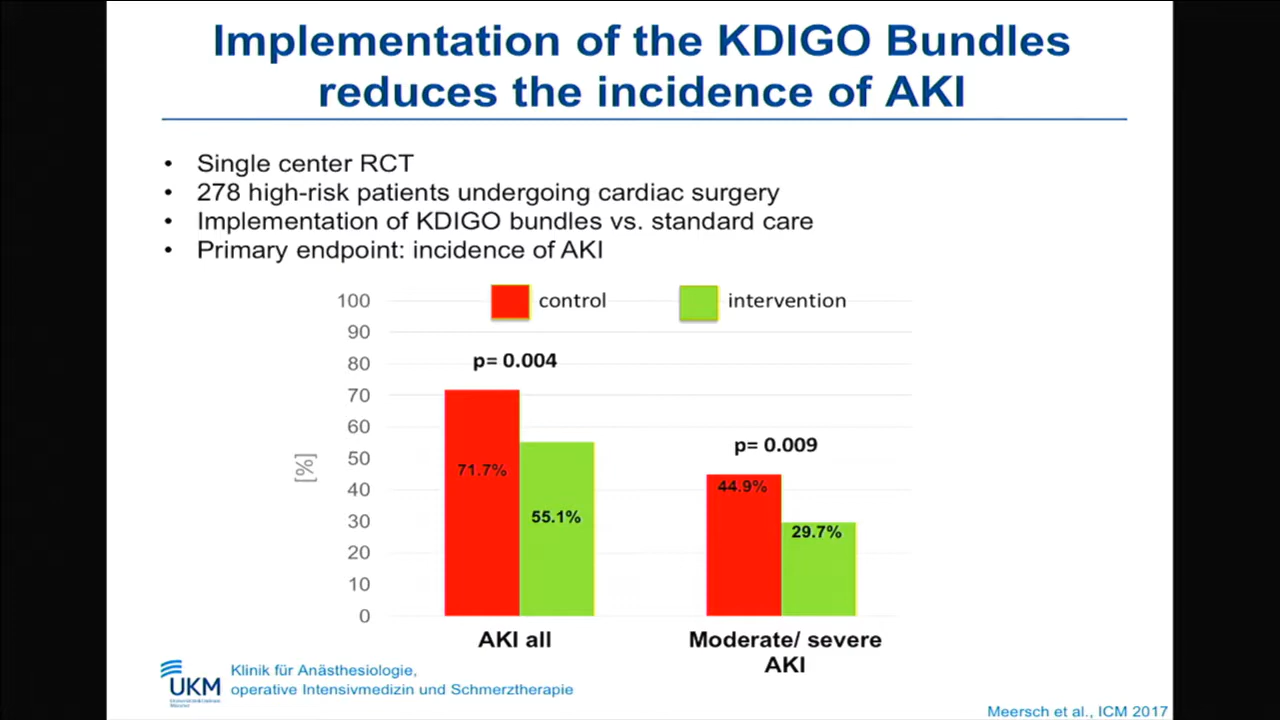 Implementation of the KDIGO Bundles
reduces the incidence of AKI
• Single center RCT
• 278 high-risk patients undergoing cardiac surgery
• Implementation of KDIGO bundles vs. standard care
• Primary endpoint: incidence of AKI
control
intervention
100
90
80
70
60
50
40
30
20
10
0
[%]
p= 0.004
71.7%
55.1%
p= 0.009
44.9%
29.7%
AKI all
Moderate/ severe
AKI
UKM
Klinik für Anästhesiologie,
operative Intensivmedizin und Schmerztherapie
Meersch et al., ICM 2017